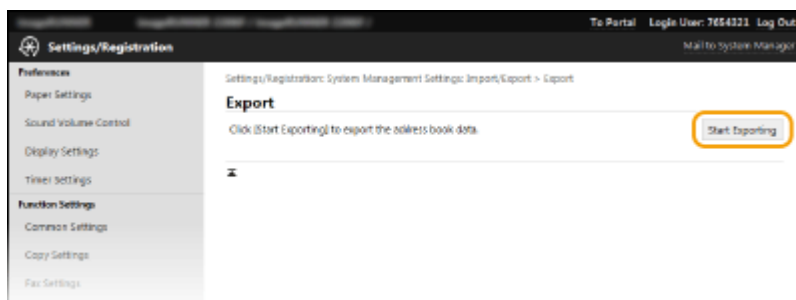 To Portal Login User: 7654321 Log Out
Settings/Registration
Mail to System Manager
Preferences
Paper Settings
Sound Volume Control
Display Settings
Timer Settings
Function Settings
Common Settings
Copy Settings
Fax Settings
Settings/Registration: System Management Settings: Import/Export > Export
Export
Click [Start Exporting] to export the address book data.
Start Exporting